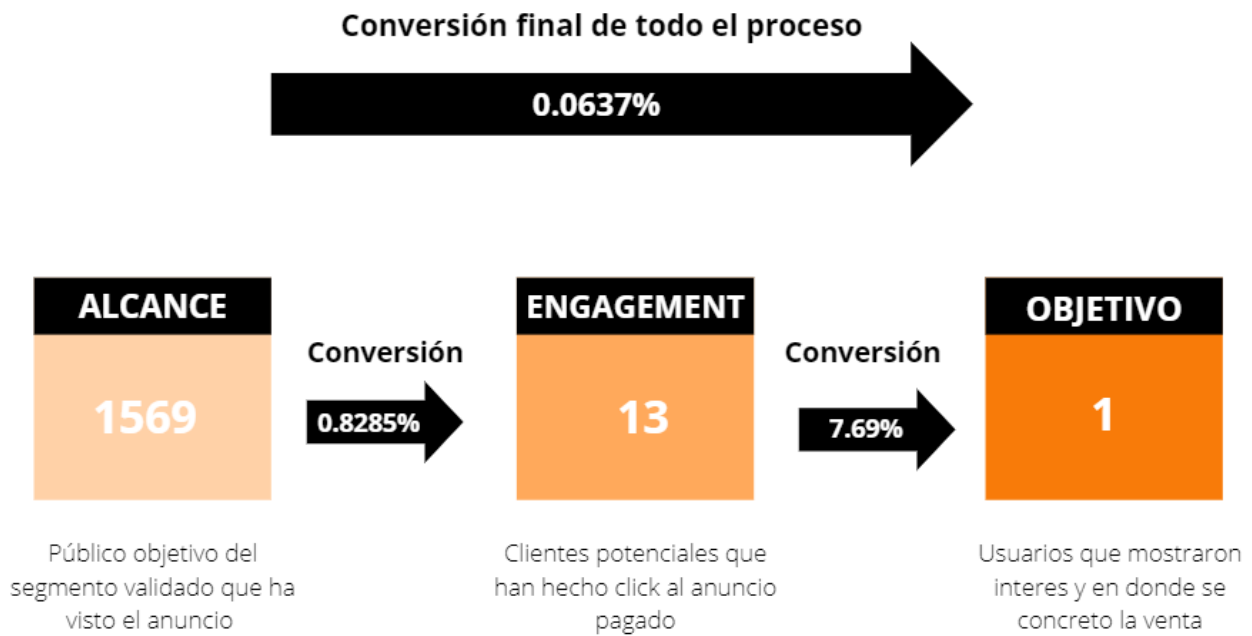 Conversión final de todo el proceso
0.0637%
ALCANCE
1569
Público objetivo del
segmento validado que ha
visto el anuncio
Conversión
0.8285%
ENGAGEMENT
13
Clientes potenciales que
han hecho click al anuncio
pagado
Conversión
7.69%
OBJETIVO
1
Usuarios que mostraron
interes y en donde se
concreto la venta